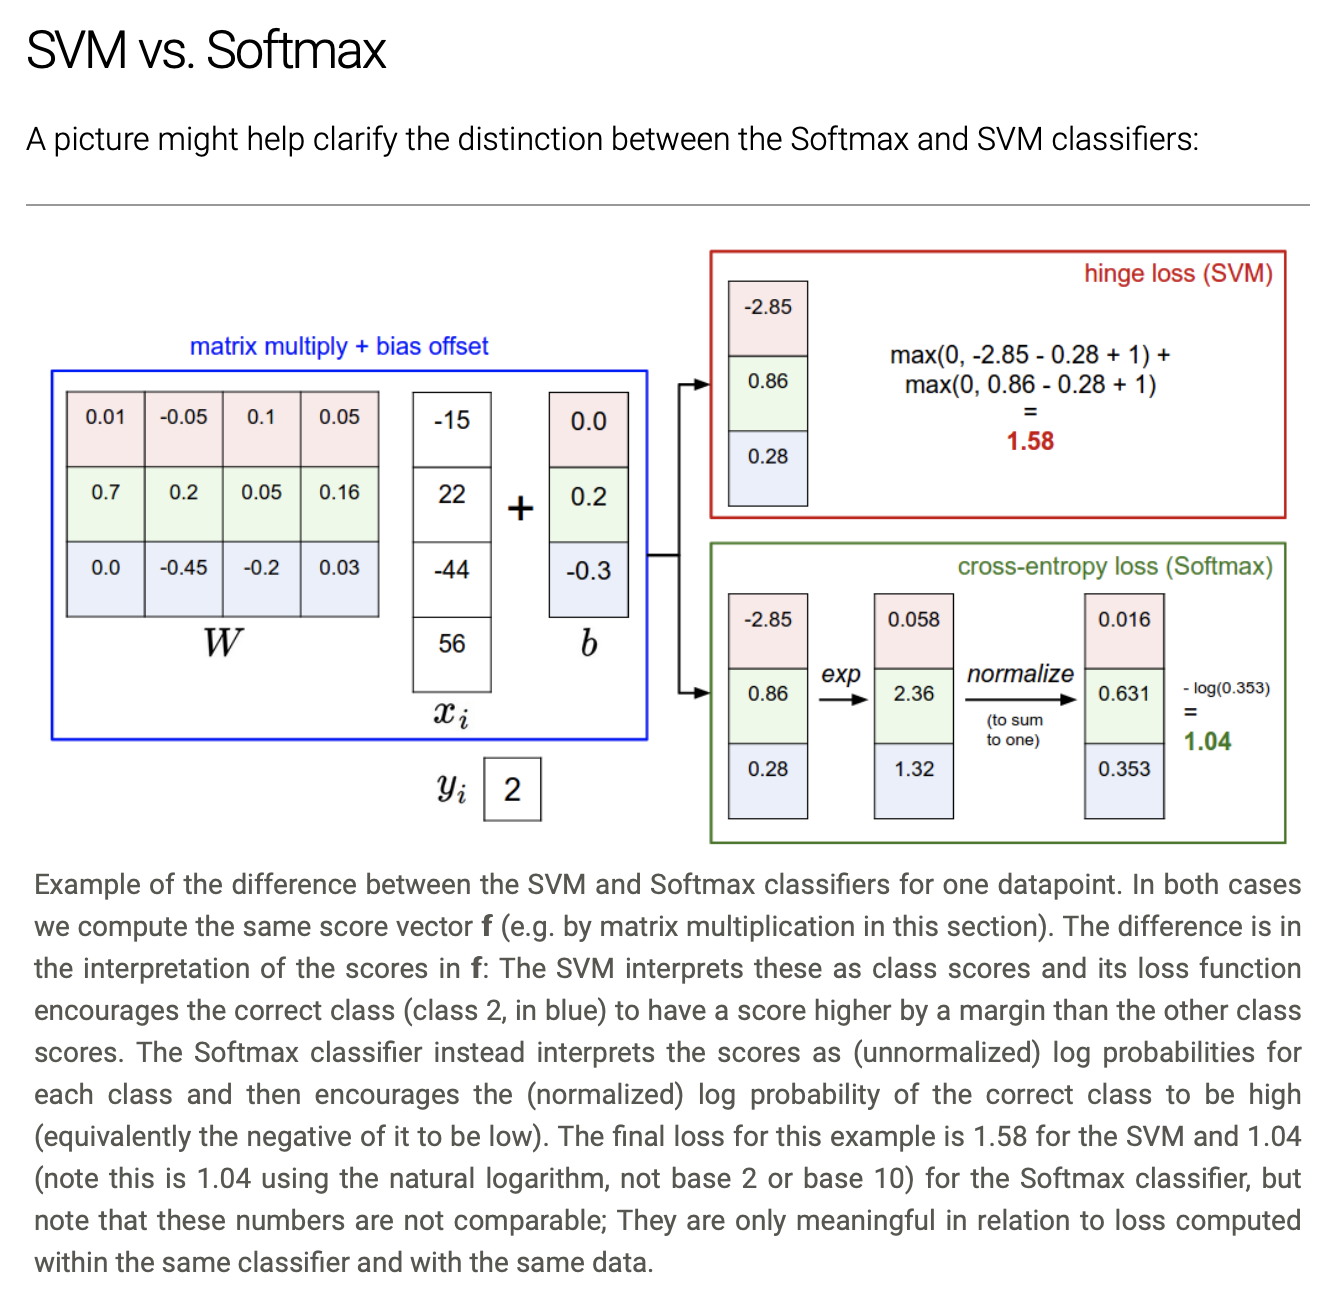 SVM vs. Softmax
A picture might help clarify the distinction between the Softmax and SVM classifiers:
matrix multiply + bias offset
0.01 -0.05 0.1 0.05
0.7 0.2 0.05 0.16
0.0 -0.45 -0.2 0.03
W
-15
22
-44
56
xi
+
0.0
0.2
-0.3
b
yi 2
hinge loss (SVM)
-2.85
0.86
0.28
max(0, -2.85 - 0.28 + 1) +
max(0, 0.86 - 0.28 + 1)
=
1.58
cross-entropy loss (Softmax)
-2.85
0.86
0.28
exp
0.058
2.36
1.32
normalize
(to sum
to one)
0.016
0.631
0.353
- log(0.353)
=
1.04
Example of the difference between the SVM and Softmax classifiers for one datapoint. In both cases
we compute the same score vector f (e.g. by matrix multiplication in this section). The difference is in
the interpretation of the scores in f: The SVM interprets these as class scores and its loss function
encourages the correct class (class 2, in blue) to have a score higher by a margin than the other class
scores. The Softmax classifier instead interprets the scores as (unnormalized) log probabilities for
each class and then encourages the (normalized) log probability of the correct class to be high
(equivalently the negative of it to be low). The final loss for this example is 1.58 for the SVM and 1.04
(note this is 1.04 using the natural logarithm, not base 2 or base 10) for the Softmax classifier, but
note that these numbers are not comparable; They are only meaningful in relation to loss computed
within the same classifier and with the same data.